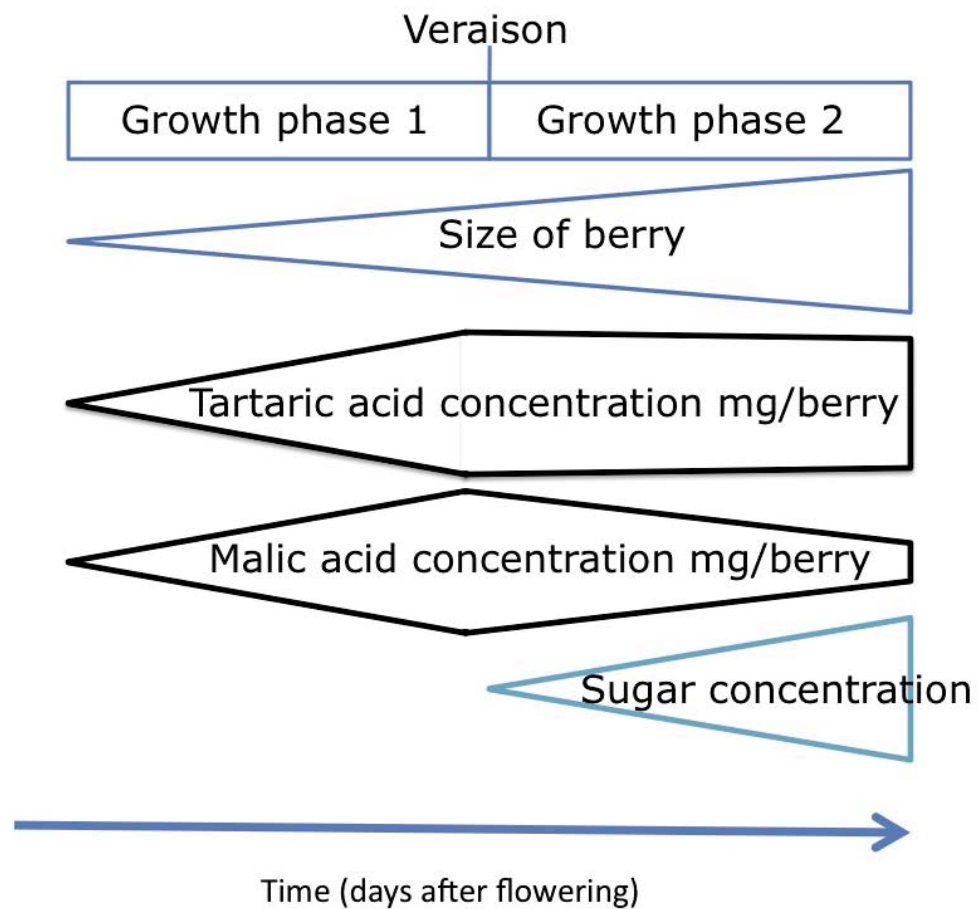 Veraison
Growth phase 1
Growth phase 2
Size of berry
Tartaric acid concentration mg/berry
Malic acid concentration mg/berry
Sugar concentration
Time (days after flowering)